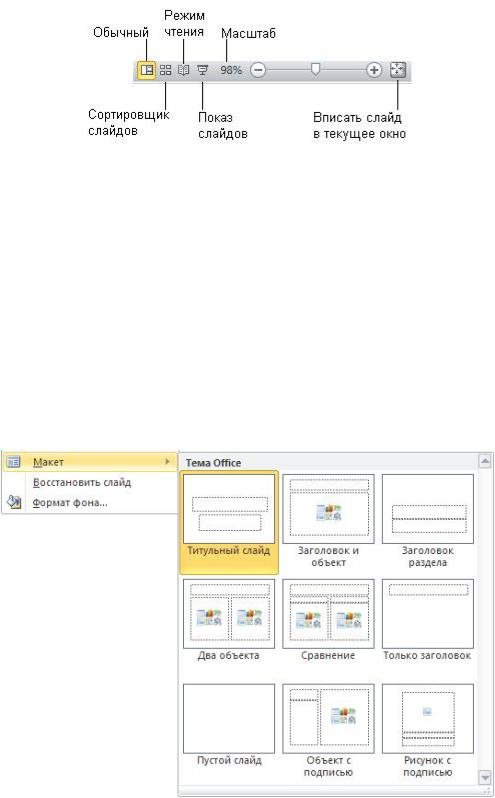 Режим
чтения
Обычный
Масштаб
98%
Сортировщик
слайдов
Показ
слайдов
Вписать слайд
в текущее окно
Макет
Восстановить слайд
Формат фона...
Тема Office
Титульный слайд
Заголовок и
объект
Заголовок
раздела
Два объекта
Сравнение
Только заголовок
Пустой слайд
Объект с
подписью
Рисунок с
подписью